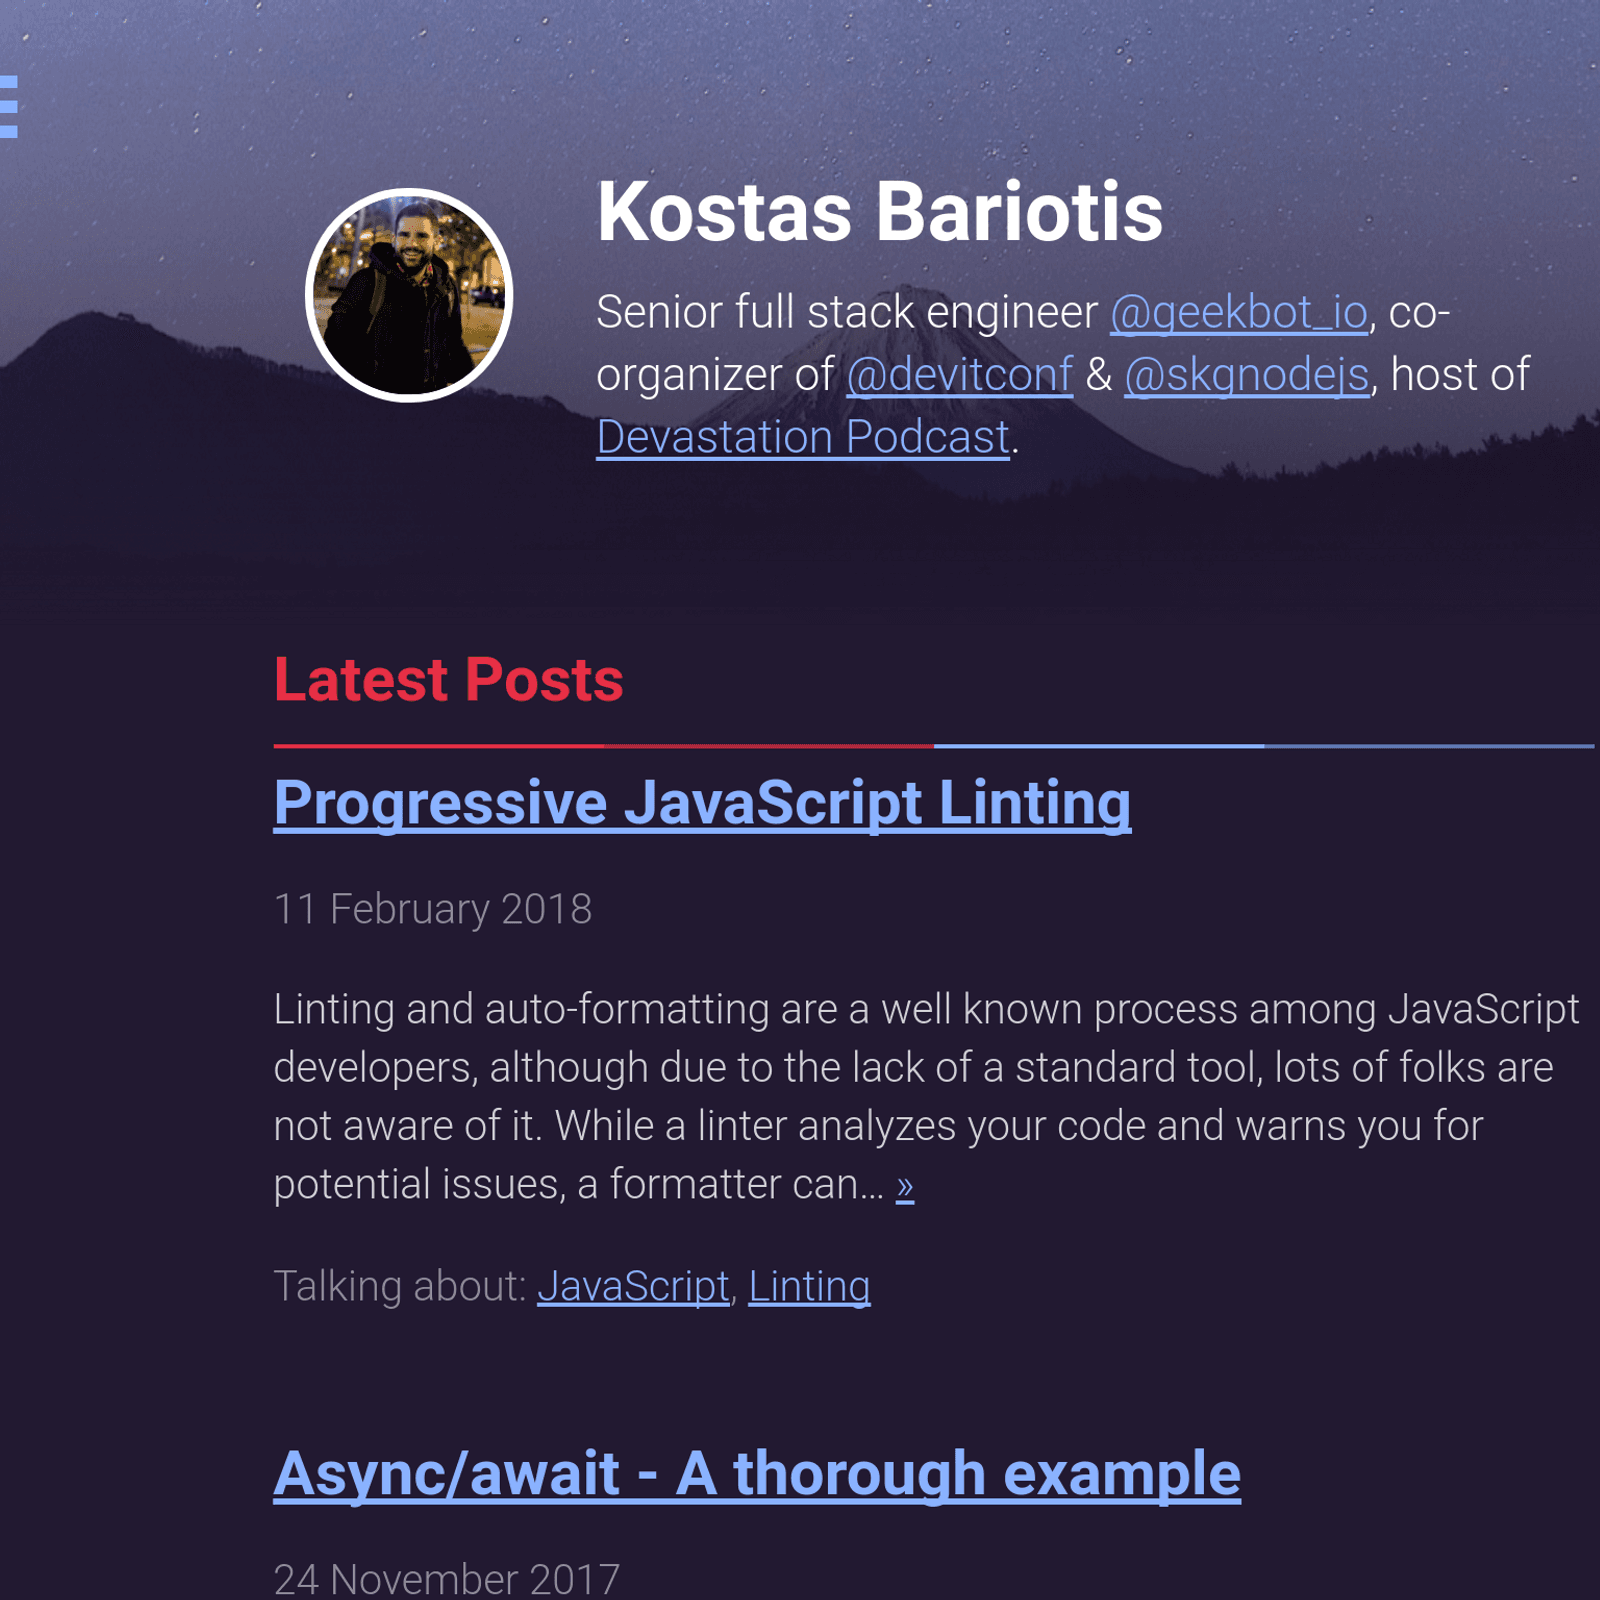 Kostas Bariotis
Senior full stack engineer @geekbot_io, co-
organizer of @devitconf & @skgnodejs, host of
Devastation Podcast.
Latest Posts
Progressive JavaScript Linting
11 February 2018
Linting and auto-formatting are a well known process among JavaScript
developers, although due to the lack of a standard tool, lots of folks are
not aware of it. While a linter analyzes your code and warns you for
potential issues, a formatter can… »
Talking about: JavaScript, Linting
Async/await - A thorough example
24 November 2017